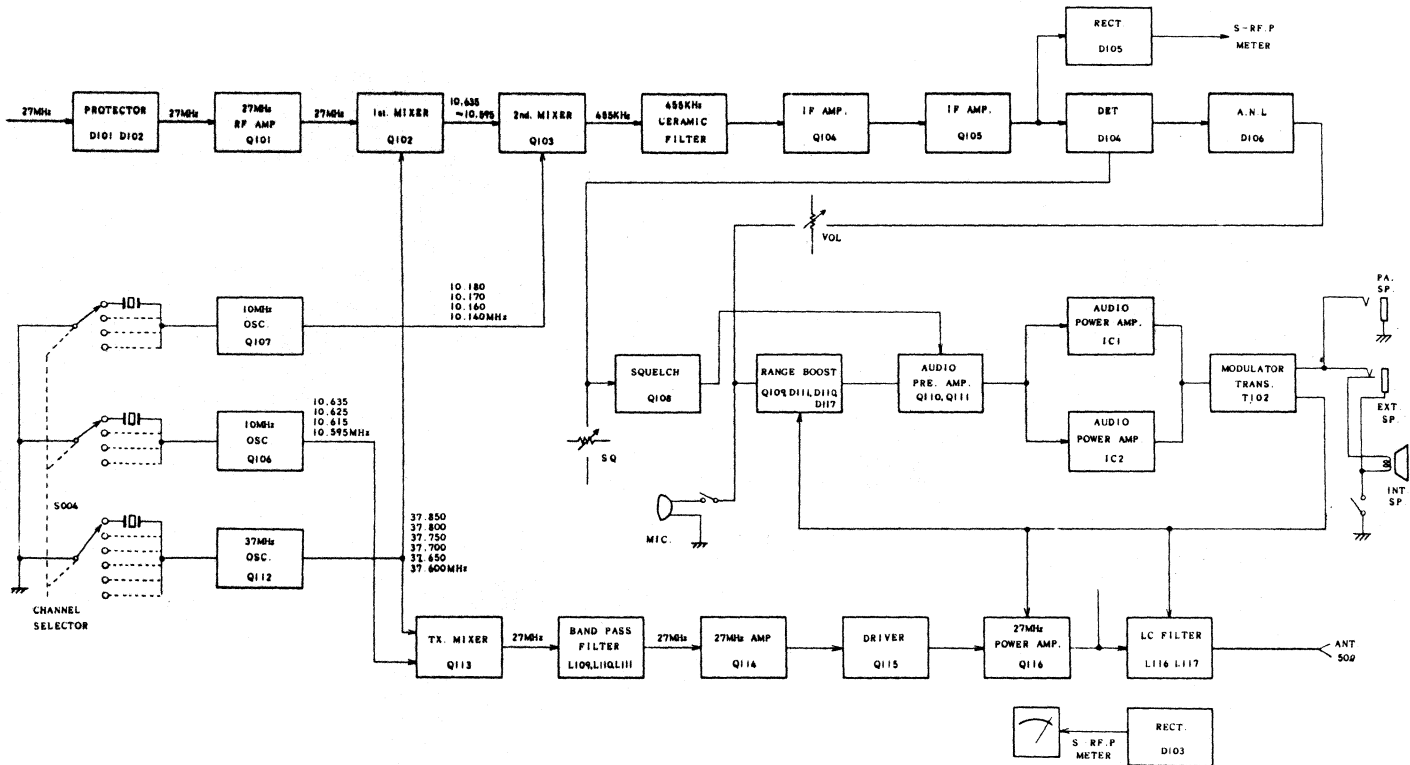 RECT.
D105
S-RF.P
METER
27MHz
PROTECTOR
D101 D102
27MHz
27MHz
RF AMP
Q101
27MHz
1st. MIXER
Q102
10.635
~10.595
2nd. MIXER
Q103
455KHz
455KHz
CERAMIC
FILTER
IF AMP.
Q104
IF AMP.
Q105
DET
D104
A.N.L
D106
VOL
10.180
10.170
10.160
10.140MHz
10MHz
OSC.
Q107
PA.
SP.
AUDIO
POWER AMP.
IC1
SQUELCH
Q108
RANGE BOOST
Q109,D111,D110,
D117
AUDIO
PRE. AMP.
Q110, Q111
MODULATOR
TRANS.
T102
EXT.
SP.
10.635
10.625
10.615
10.595MHz
10MHz
OSC
Q106
SQ
AUDIO
POWER AMP
IC2
INT
SP.
S004
MIC.
37MHz
OSC.
Q112
37.850
37.800
37.750
37.700
37.650
37.600MHz
CHANNEL
SELECTOR
TX. MIXER
Q113
27MHz
BAND PASS
FILTER
L109,L110,L111
27MHz
27MHz AMP
Q114
DRIVER
Q115
27MHz
POWER AMP.
Q116
LC FILTER
L116 L117
ANT
50Ω
S-RF.P
METER
RECT.
D103